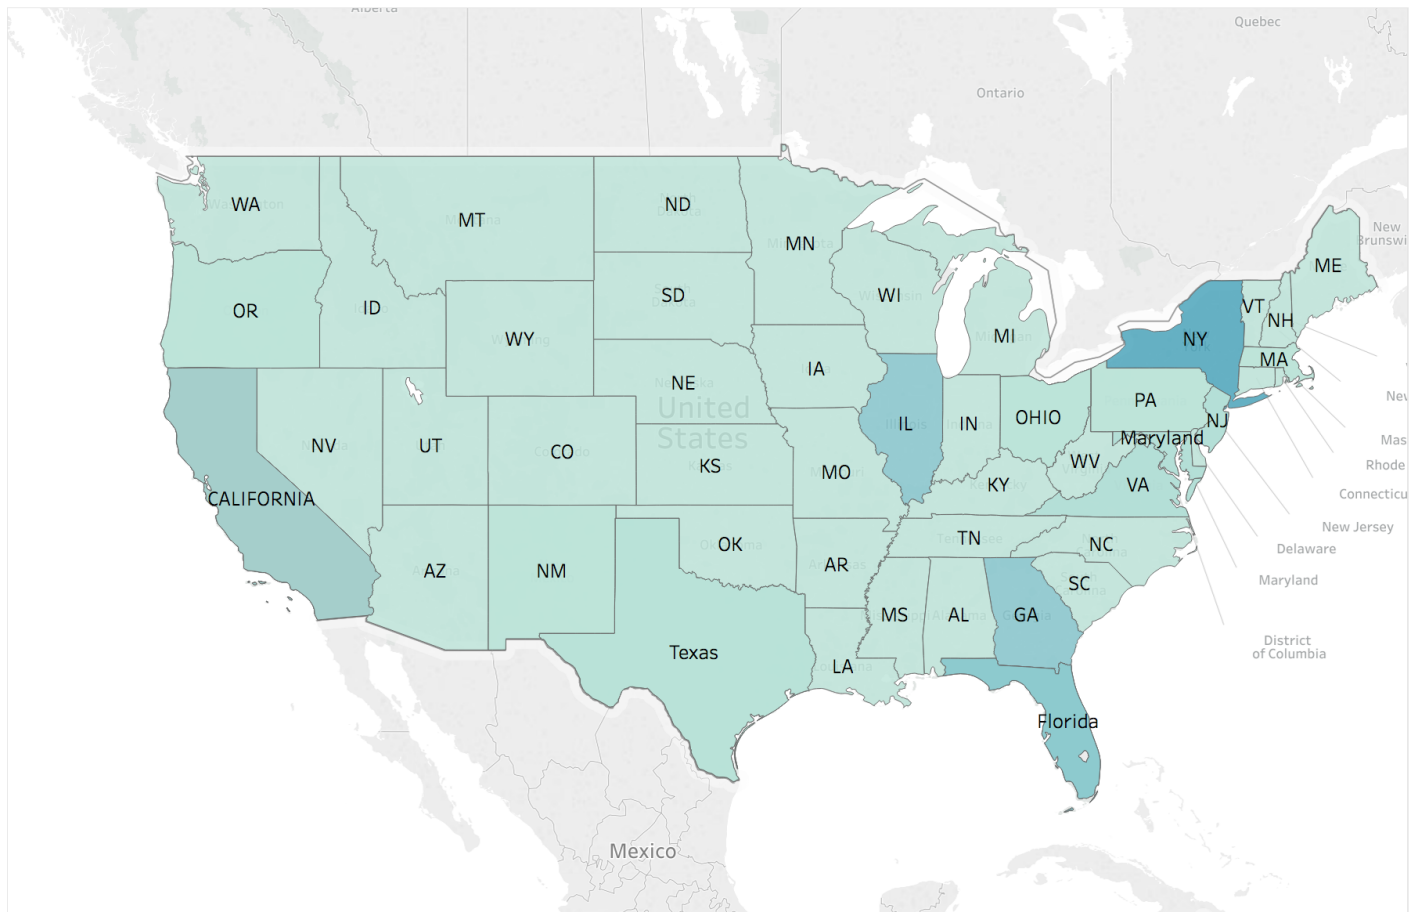 Alberta
Quebec
Ontario
New
Brunswi
WA
MT
ND
MN
ME
OR
ID
SD
WI
VT
NH
WY
MI
NY
MA
IA
NE
United
States
PA
NJ
NV
UT
CO
KS
MO
IL
IN
OHIO
Maryland
WV
VA
KY
CALIFORNIA
AZ
NM
OK
AR
TN
NC
SC
MS
AL
GA
LA
Texas
Florida
Mexico
New
Mas
Rhode
Connecticu
New Jersey
Delaware
Maryland
District
of Columbia